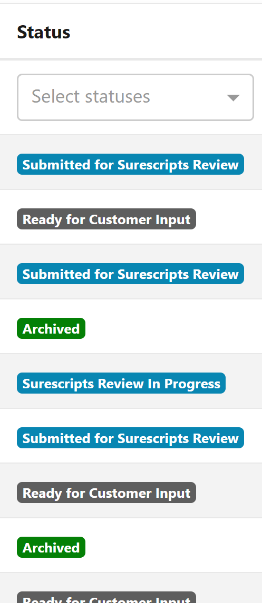 Status
Select statuses
Submitted for Surescripts Review
Ready for Customer Input
Submitted for Surescripts Review
Archived
Surescripts Review In Progress
Submitted for Surescripts Review
Ready for Customer Input
Archived
Ready for Customer Input